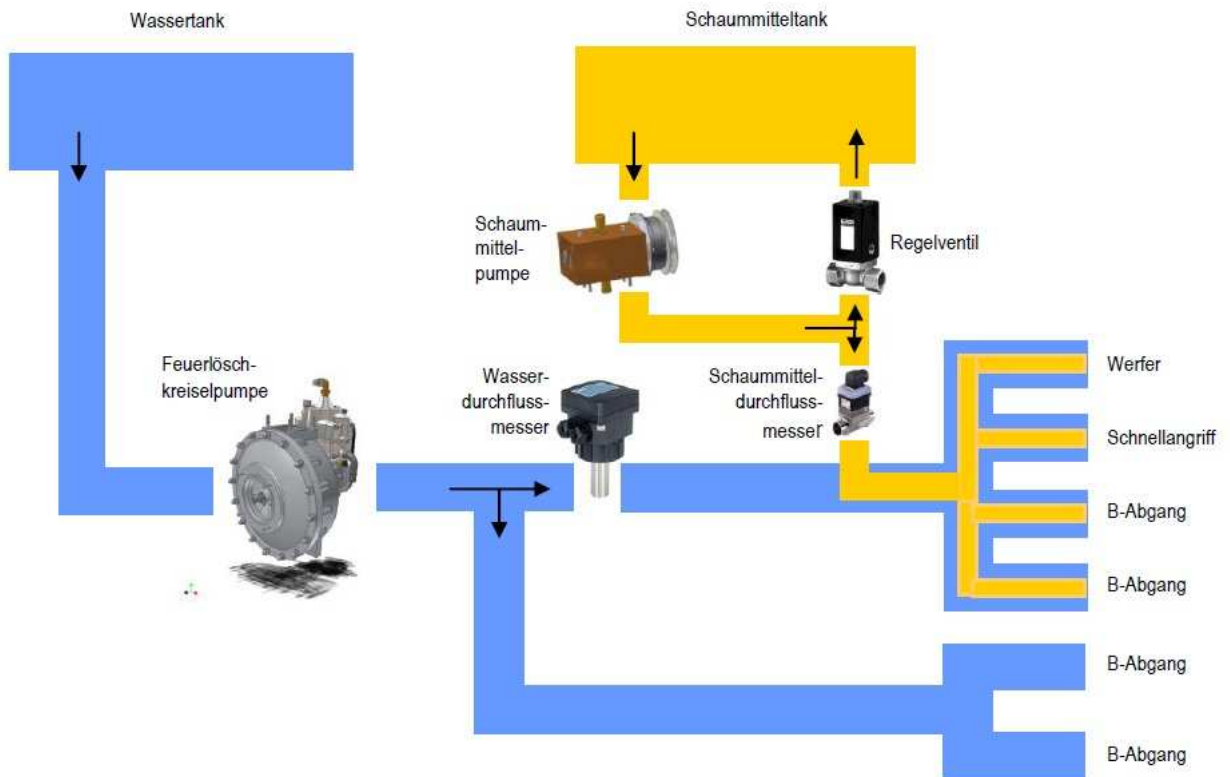 Wassertank
Schaummitteltank
Schaum-
mittel-
pumpe
Regelventil
Feuerlösch-
kreiselpumpe
Wasser-
durchfluss-
messer
Schaummittel-
durchfluss-
messer
Werfer
Schnellangriff
B-Abgang
B-Abgang
B-Abgang
B-Abgang